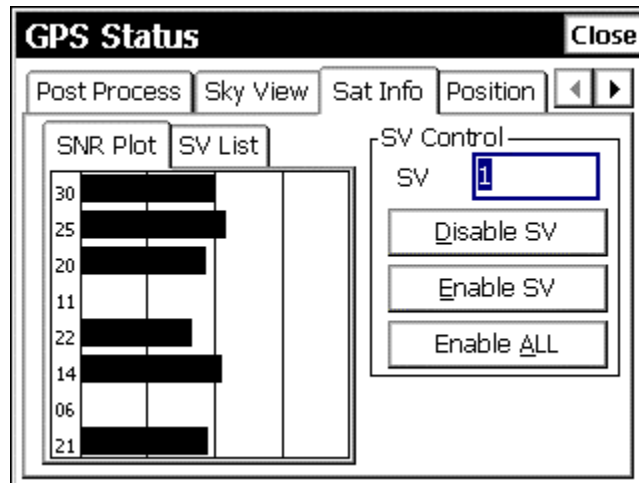 GPS Status
Close
Post Process
Sky View
Sat Info
Position
SNR Plot
SV List
30
25
20
11
22
14
06
21
SV Control
SV
1
Disable SV
Enable SV
Enable ALL